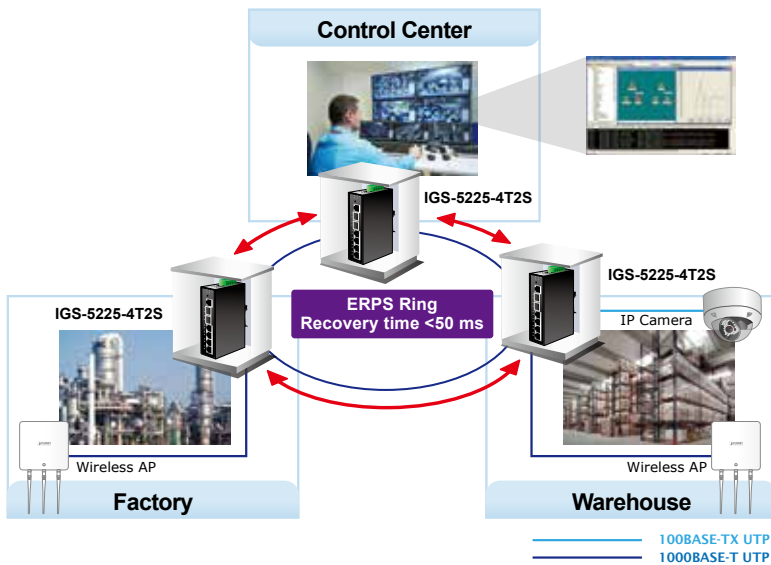 Control Center
IGS-5225-4T2S
IGS-5225-4T2S
IGS-5225-4T2S
ERPS Ring
Recovery time <50 ms
IP Camera
Wireless AP
Wireless AP
Factory
Warehouse
100BASE-TX UTP
1000BASE-T UTP